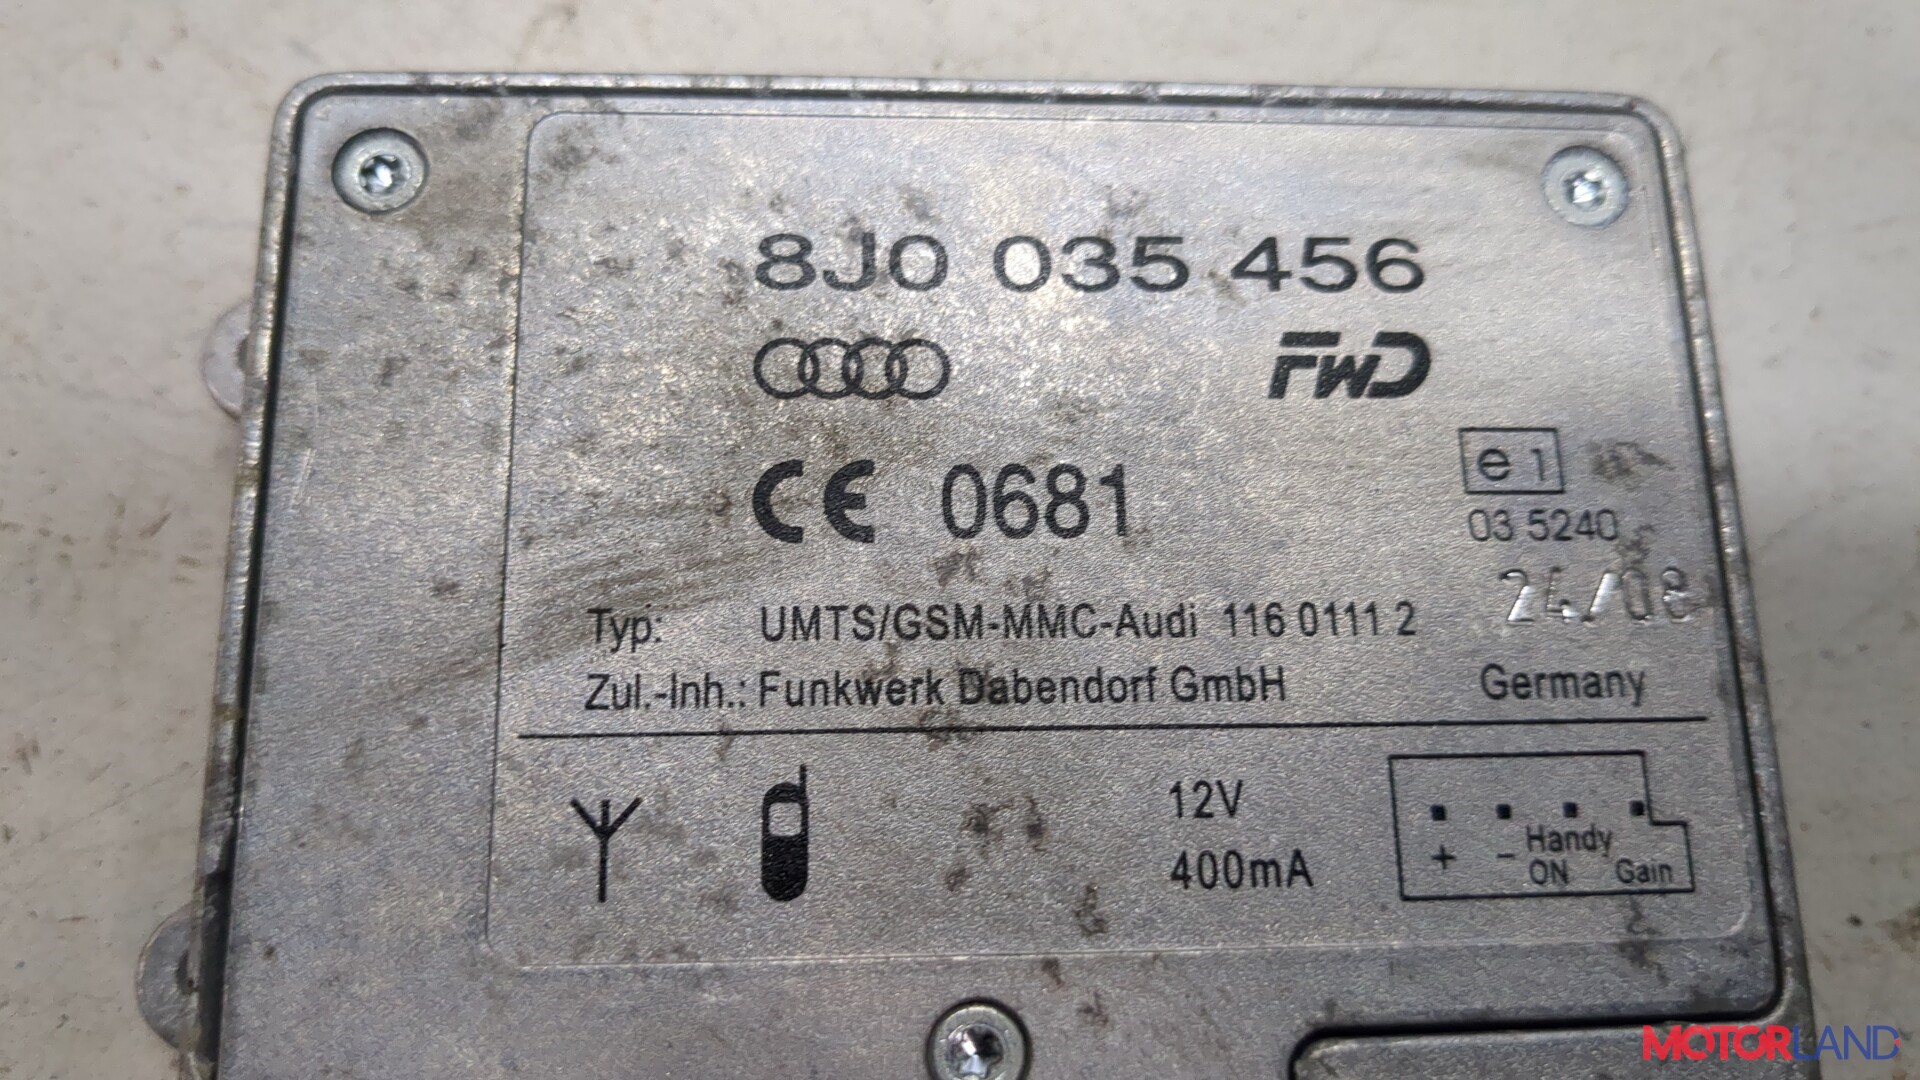 8J0 035 456
FWD
CE 0681
e 1
03 5240
24/08
Typ: UMTS/GSM-MMC-Audi 116 0111 2
Zul.-Inh.: Funkwerk Dabendorf GmbH Germany
12V
400mA
+ - Handy ON Gain
MOTORLAND